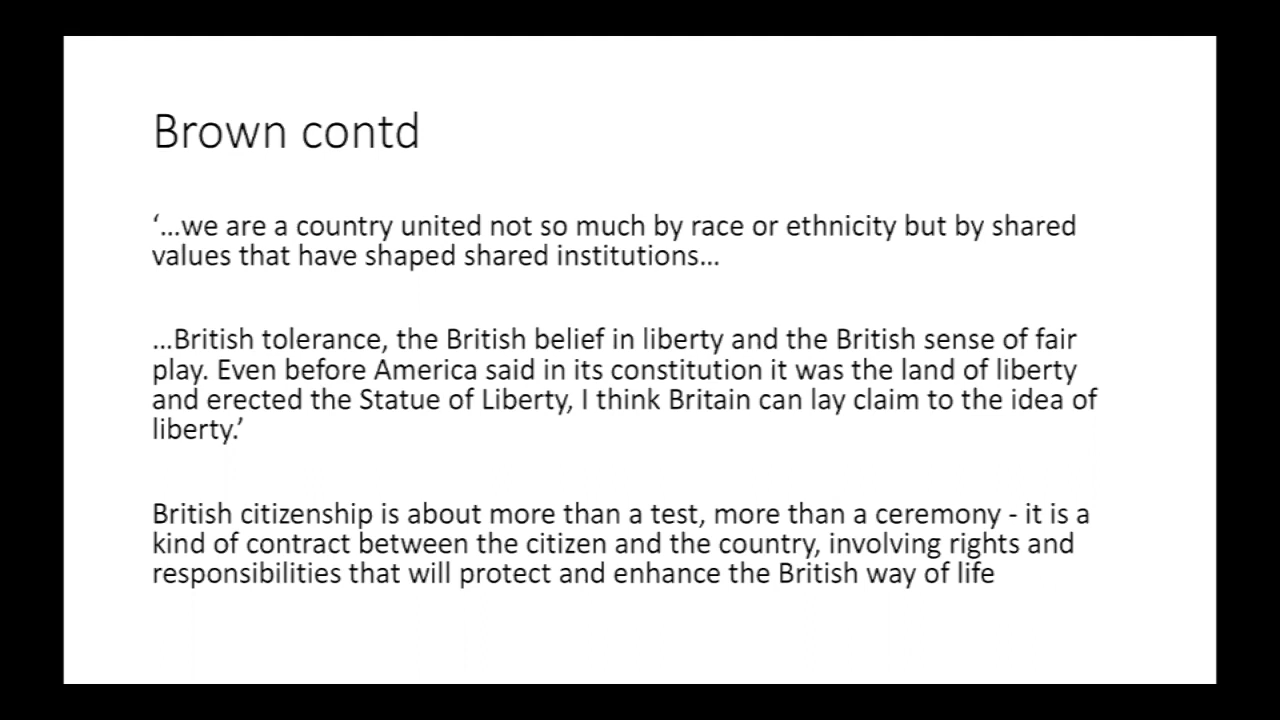 Brown contd
‘...we are a country united not so much by race or ethnicity but by shared
values that have shaped shared institutions...
...British tolerance, the British belief in liberty and the British sense of fair
play. Even before America said in its constitution it was the land of liberty
and erected the Statue of Liberty, I think Britain can lay claim to the idea of
liberty.’
British citizenship is about more than a test, more than a ceremony - it is a
kind of contract between the citizen and the country, involving rights and
responsibilities that will protect and enhance the British way of life